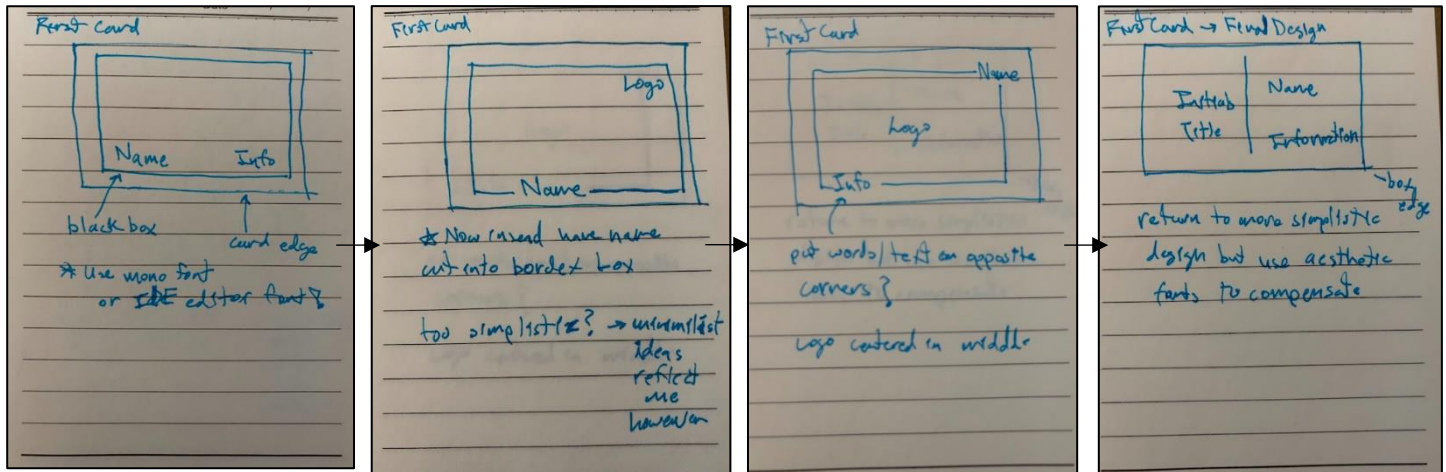 First Card
Name Info
black box
card edge
* Use mono font
or IDE editor font?
First Card
Logo
Name
* Now insend have name
cut into border box
too simplistic? → minimilist
ideas
reflect
me
however
First Card
Name
Logo
Info
put words/text on opposite
corners?
Logo centered in middle
First Card → Final Design
Initials
Title
Name
Information
box
edge
return to more simplistic
design but use aesthetic
fonts to compensate